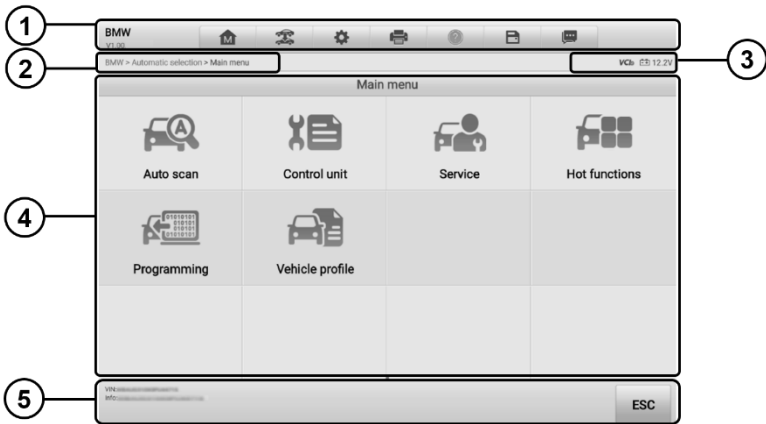 1
BMW
V1.00
2
BMW > Automatic selection > Main menu
VCI 12.2V
3
Main menu
Auto scan
Control unit
Service
Hot functions
4
Programming
Vehicle profile
5
VIN:
Info:
ESC